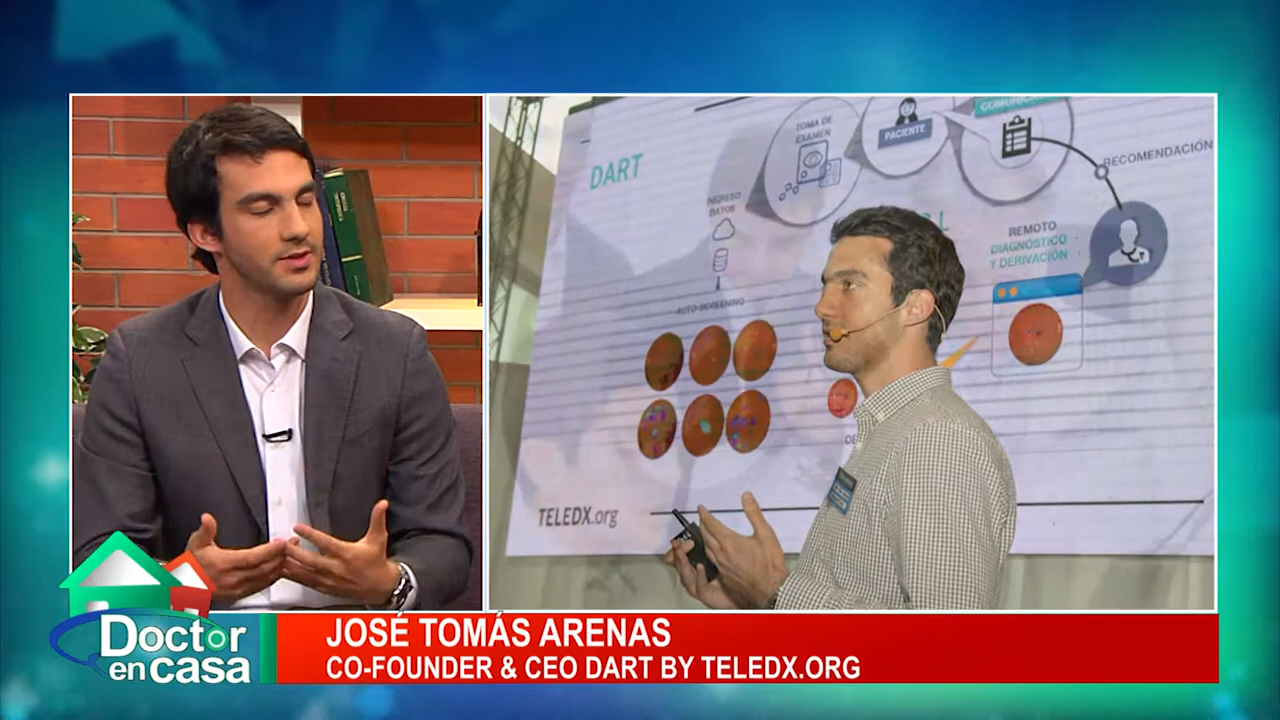 DART
TOMA DE
EXAMEN
PACIENTE
RECOMENDACIÓN
INGRESO
DATOS
REMOTO
DIAGNÓSTICO
Y DERIVACIÓN
AUTO-SCREENING
TELEDX.org
JOSÉ TOMÁS ARENAS
CO-FOUNDER & CEO DART BY TELEDX.ORG
Doctor
en casa